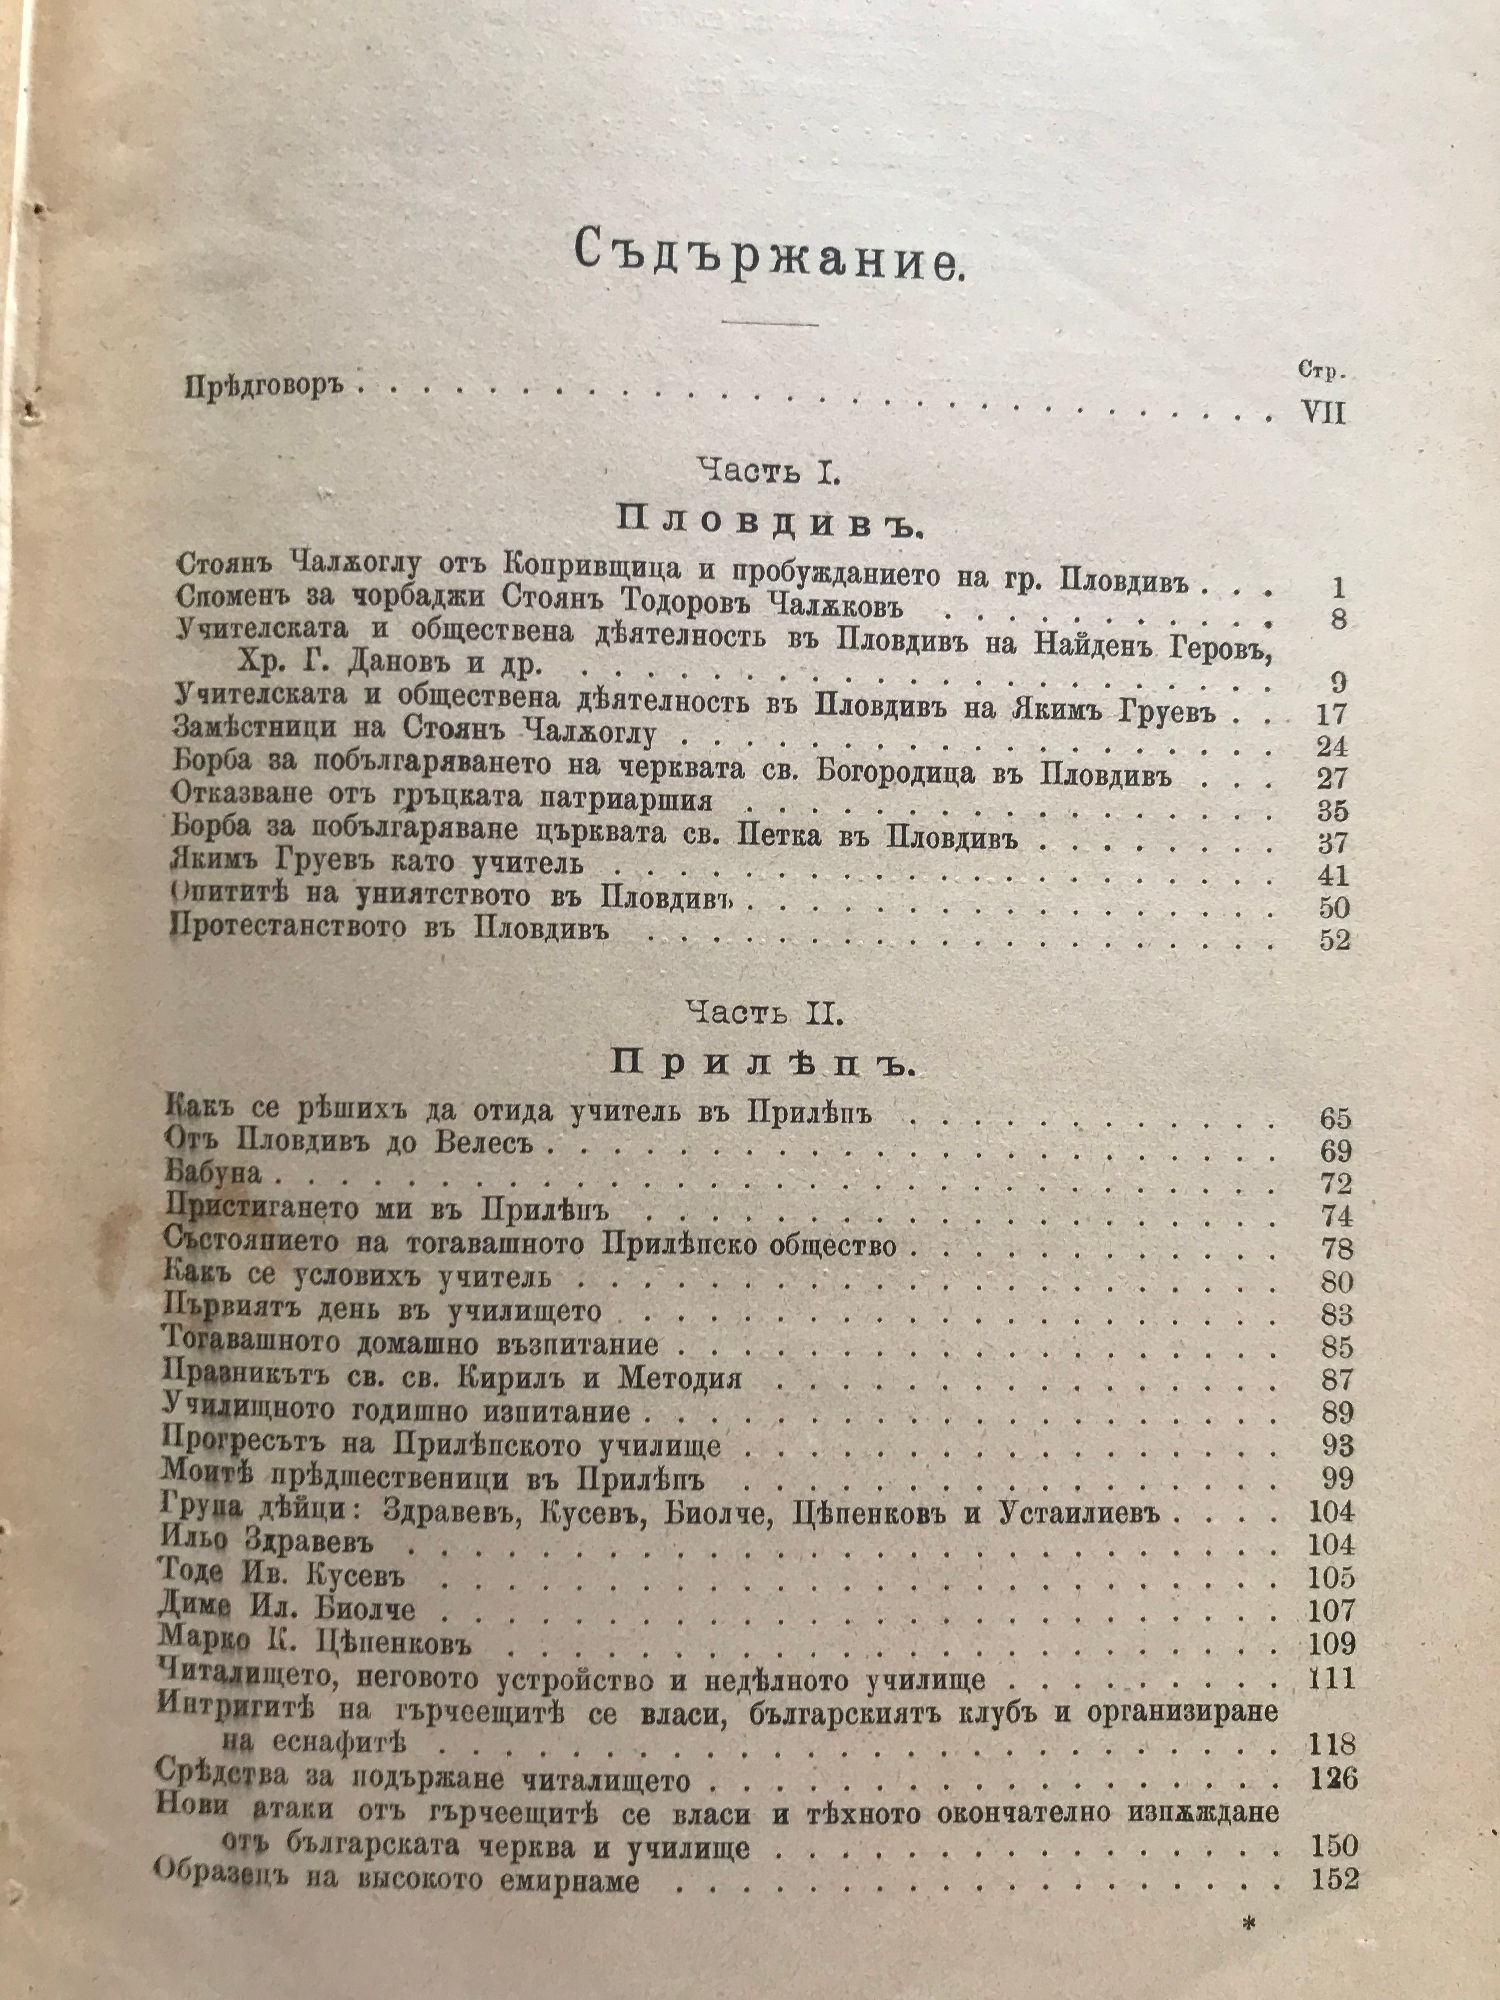 Съдържание.
Стр.
Прѣдговоръ . . . . . . . . . . . . . . . . . . . . . . . . . . . . VII
Часть I.
Пловдивъ.
Стоянъ Чалѫоглу отъ Копривщица и пробужданието на гр. Пловдивъ . . . 1
Споменъ за чорбаджи Стоянъ Тодоровъ Чалѫковъ . . . . . . . . . . 8
Учителската и обществена дѣятелность въ Пловдивъ на Найденъ Геровъ,
Хр. Г. Дановъ и др. . . . . . . . . . . . . . . . . . . . . . . 9
Учителската и обществена дѣятелность въ Пловдивъ на Якимъ Груевъ . . 17
Замѣстници на Стоянъ Чалѫоглу . . . . . . . . . . . . . . . . . . 24
Борба за побългаряването на черквата св. Богородица въ Пловдивъ . . . 27
Отказване отъ гръцката патриаршия . . . . . . . . . . . . . . . . 35
Борба за побългаряване църквата св. Петка въ Пловдивъ . . . . . . . . 37
Якимъ Груевъ като учитель . . . . . . . . . . . . . . . . . . . . 41
Опититѣ на униятството въ Пловдивъ . . . . . . . . . . . . . . . . 50
Протестанството въ Пловдивъ . . . . . . . . . . . . . . . . . . . 52
Часть II.
Прилѣпъ.
Какъ се рѣшихъ да отида учитель въ Прилѣпъ . . . . . . . . . . . . 65
Отъ Пловдивъ до Велесъ . . . . . . . . . . . . . . . . . . . . . . 69
Бабуна . . . . . . . . . . . . . . . . . . . . . . . . . . . . . . 72
Пристигането ми въ Прилѣпъ . . . . . . . . . . . . . . . . . . . 74
Състоянието на тогавашното Прилѣпско общество . . . . . . . . . . . 78
Какъ се условихъ учитель . . . . . . . . . . . . . . . . . . . . . 80
Първиятъ день въ училището . . . . . . . . . . . . . . . . . . . 83
Тогавашното домашно възпитание . . . . . . . . . . . . . . . . . . 85
Празникътъ св. св. Кирилъ и Методия . . . . . . . . . . . . . . . 87
Училищното годишно изпитание . . . . . . . . . . . . . . . . . . . 89
Прогресътъ на Прилѣпското училище . . . . . . . . . . . . . . . . 93
Моитѣ прѣдшественици въ Прилѣпъ . . . . . . . . . . . . . . . . 99
Група дѣйци: Здравевъ, Кусевъ, Биолче, Цѣпенковъ и Устаилиевъ . . . . 104
Ильо Здравевъ . . . . . . . . . . . . . . . . . . . . . . . . . . 104
Тоде Ив. Кусевъ . . . . . . . . . . . . . . . . . . . . . . . . . 105
Диме Ил. Биолче . . . . . . . . . . . . . . . . . . . . . . . . . 107
Марко К. Цѣпенковъ . . . . . . . . . . . . . . . . . . . . . . . 109
Читалището, неговото устройство и недѣлното училище . . . . . . . . . 111
Интригитѣ на гърчеещитѣ се власи, българскиятъ клубъ и организиране
на еснафитѣ . . . . . . . . . . . . . . . . . . . . . . . . . . 118
Срѣдства за подържане читалището . . . . . . . . . . . . . . . . . . 126
Нови атаки отъ гърчеещитѣ се власи и тѣхното окончателно изпѫждане
отъ българската черква и училище . . . . . . . . . . . . . . . . 150
Образецъ на высокото емирнаме . . . . . . . . . . . . . . . . . . . 152
*